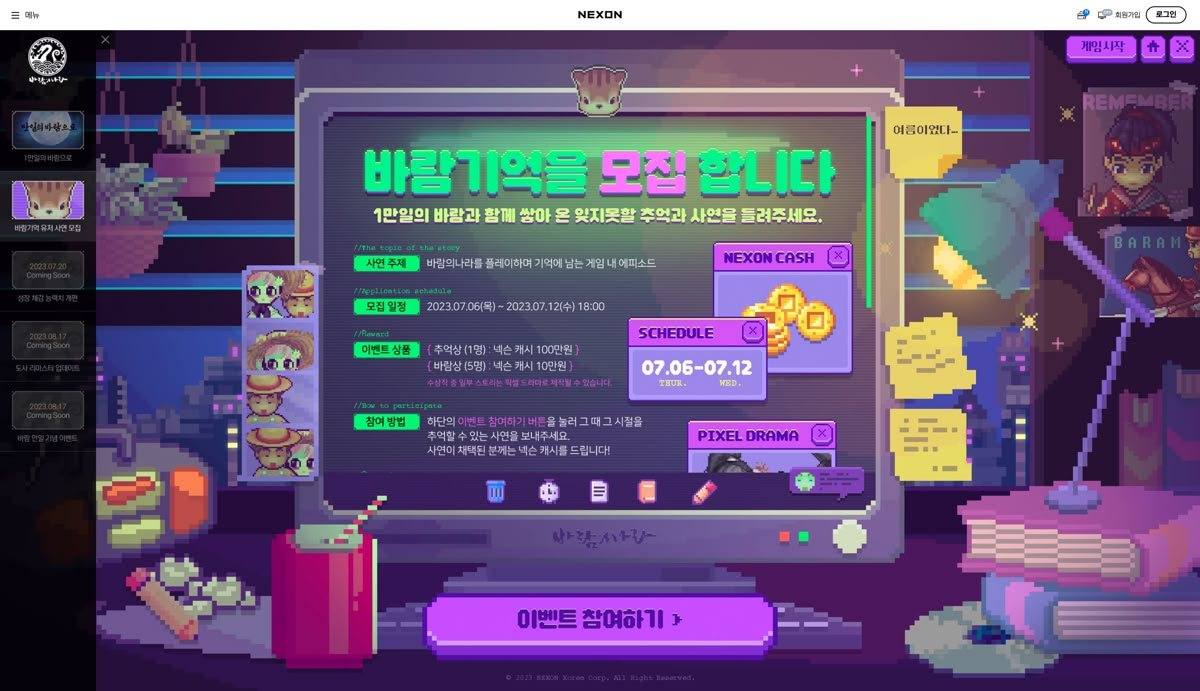 메뉴
NEXON
회원가입
로그인
바람의나라
게임시작
1만일의 바람으로
바람기억 유저 사연 모집
2023.07.20
Coming Soon
성장 체감 능력치 개편
2023.08.17
Coming Soon
도사 리마스터 업데이트
2023.08.17
Coming Soon
바람 만일 기념 이벤트
바람기억을 모집 합니다
1만일의 바람과 함께 쌓아 온 잊지못할 추억과 사연을 들려주세요.
//The topic of the story
사연 주제
바람의나라를 플레이하며 기억에 남는 게임 내 에피소드
//Application schedule
모집 일정
2023.07.06(목) ~ 2023.07.12(수) 18:00
//Reward
이벤트 상품
{ 추억상 (1명) : 넥슨 캐시 100만원 }
{ 바람상 (5명) : 넥슨 캐시 10만원 }
수상작 중 일부 스토리는 픽셀 드라마로 제작될 수 있습니다.
//How to participate
참여 방법
하단의 이벤트 참여하기 버튼을 눌러 그 때 그 시절을
추억할 수 있는 사연을 보내주세요.
사연이 채택된 분께는 넥슨 캐시를 드립니다!
NEXON CASH
SCHEDULE
07.06-07.12
THUR. WED.
PIXEL DRAMA
여름이었다...
REMEMBER
BARAM
바람의나라
이벤트 참여하기 >
© 2023 NEXON Korea Corp. All Right Reserved.